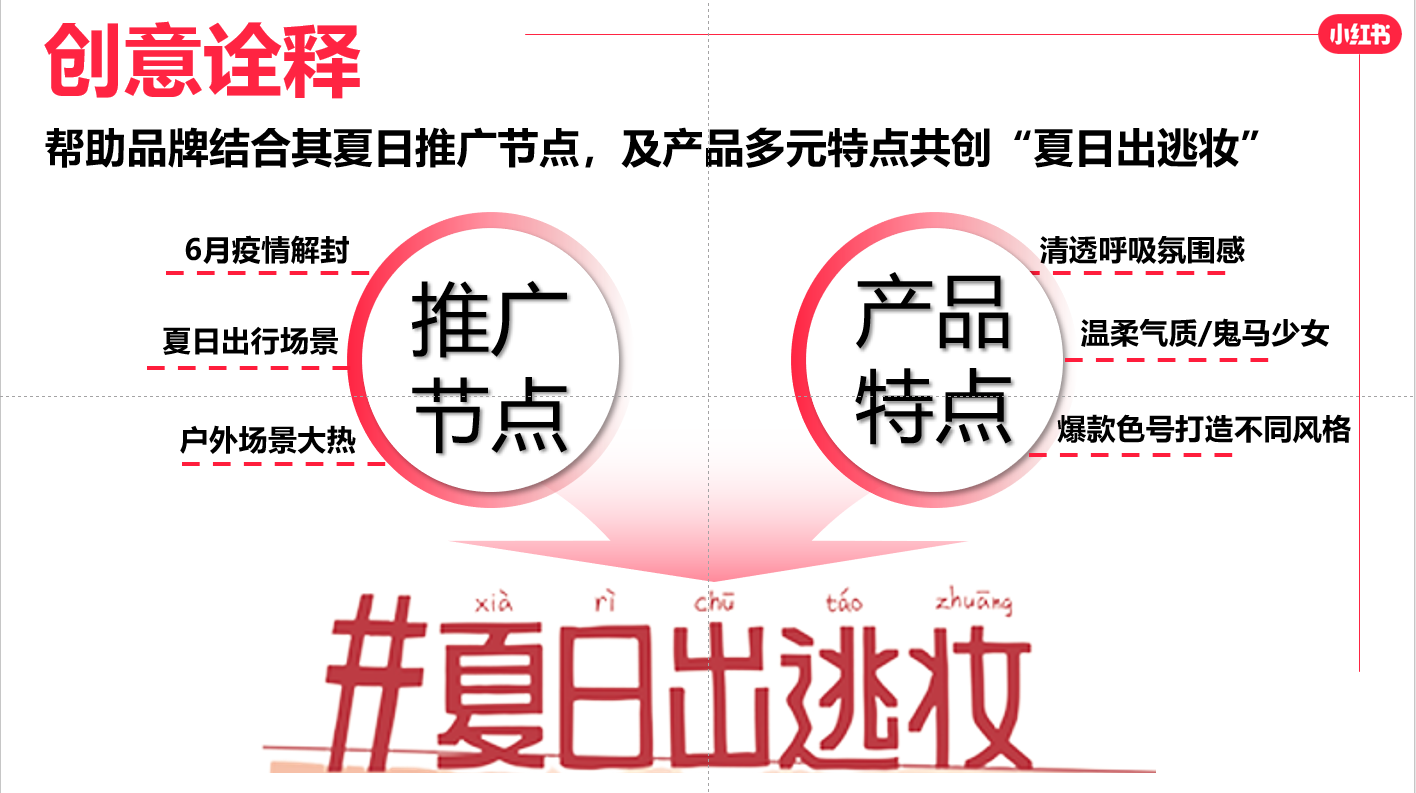 创意诠释
小红书
帮助品牌结合其夏日推广节点，及产品多元特点共创“夏日出逃妆”
6月疫情解封
夏日出行场景
户外场景大热
推广
节点
产品
特点
清透呼吸氛围感
温柔气质/鬼马少女
爆款色号打造不同风格
xià rì chū táo zhuāng
#夏日出逃妆